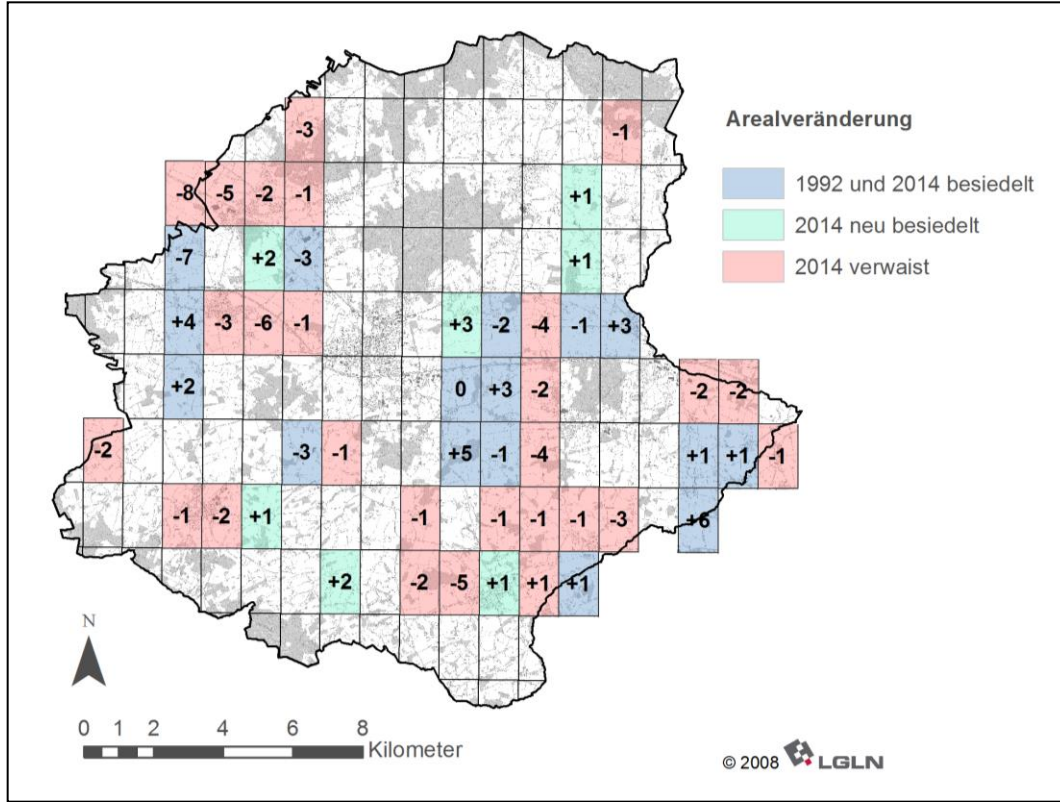 -3 -1
-8 -5 -2 -1 +1
-7 +2 -3 +1
+4 -3 -6 -1 +3 -2 -4 -1 +3
+2 0 +3 -2 -2 -2
-2 -3 -1 +5 -1 -4 +1 +1 -1
-1 -2 +1 -1 -1 -1 -1 -3 +6
+2 -2 -5 +1 +1 +1
Arealveränderung
1992 und 2014 besiedelt
2014 neu besiedelt
2014 verwaist
N
0 1 2 4 6 8
Kilometer
© 2008 LGLN